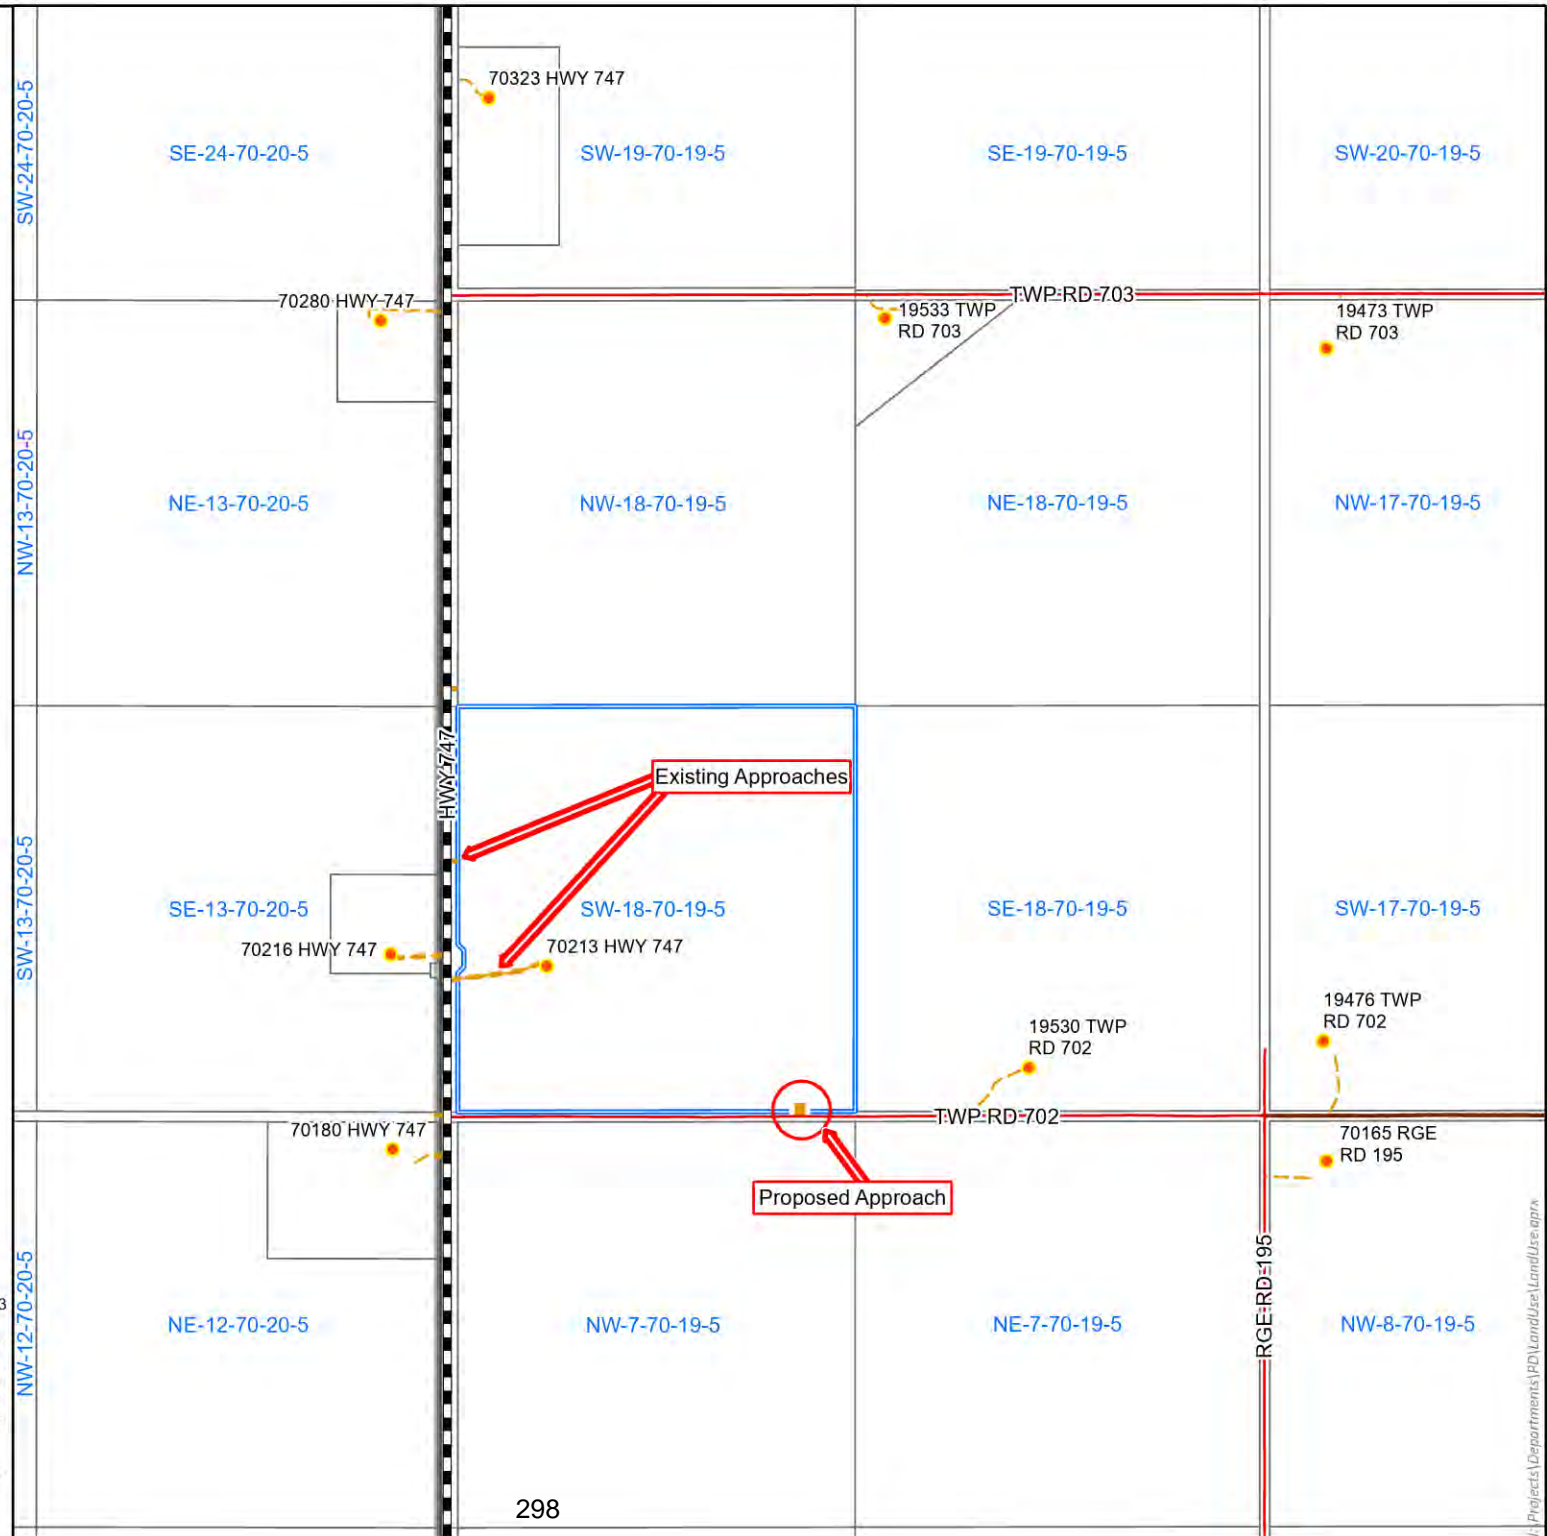 70323 HWY 747
SW-24-70-20-5
SE-24-70-20-5
SW-19-70-19-5
SE-19-70-19-5
SW-20-70-19-5
70280 HWY 747
TWP RD 703
19533 TWP
RD 703
19473 TWP
RD 703
NW-13-70-20-5
NE-13-70-20-5
NW-18-70-19-5
NE-18-70-19-5
NW-17-70-19-5
HWY 747
Existing Approaches
SW-13-70-20-5
SE-13-70-20-5
SW-18-70-19-5
SE-18-70-19-5
SW-17-70-19-5
70216 HWY 747
70213 HWY 747
19530 TWP
RD 702
19476 TWP
RD 702
TWP RD 702
70180 HWY 747
70165 RGE
RD 195
Proposed Approach
RGE RD 195
NW-12-70-20-5
NE-12-70-20-5
NW-7-70-19-5
NE-7-70-19-5
NW-8-70-19-5
3
298
\Projects\Departments\PD\LandUse\LandUse.aprx